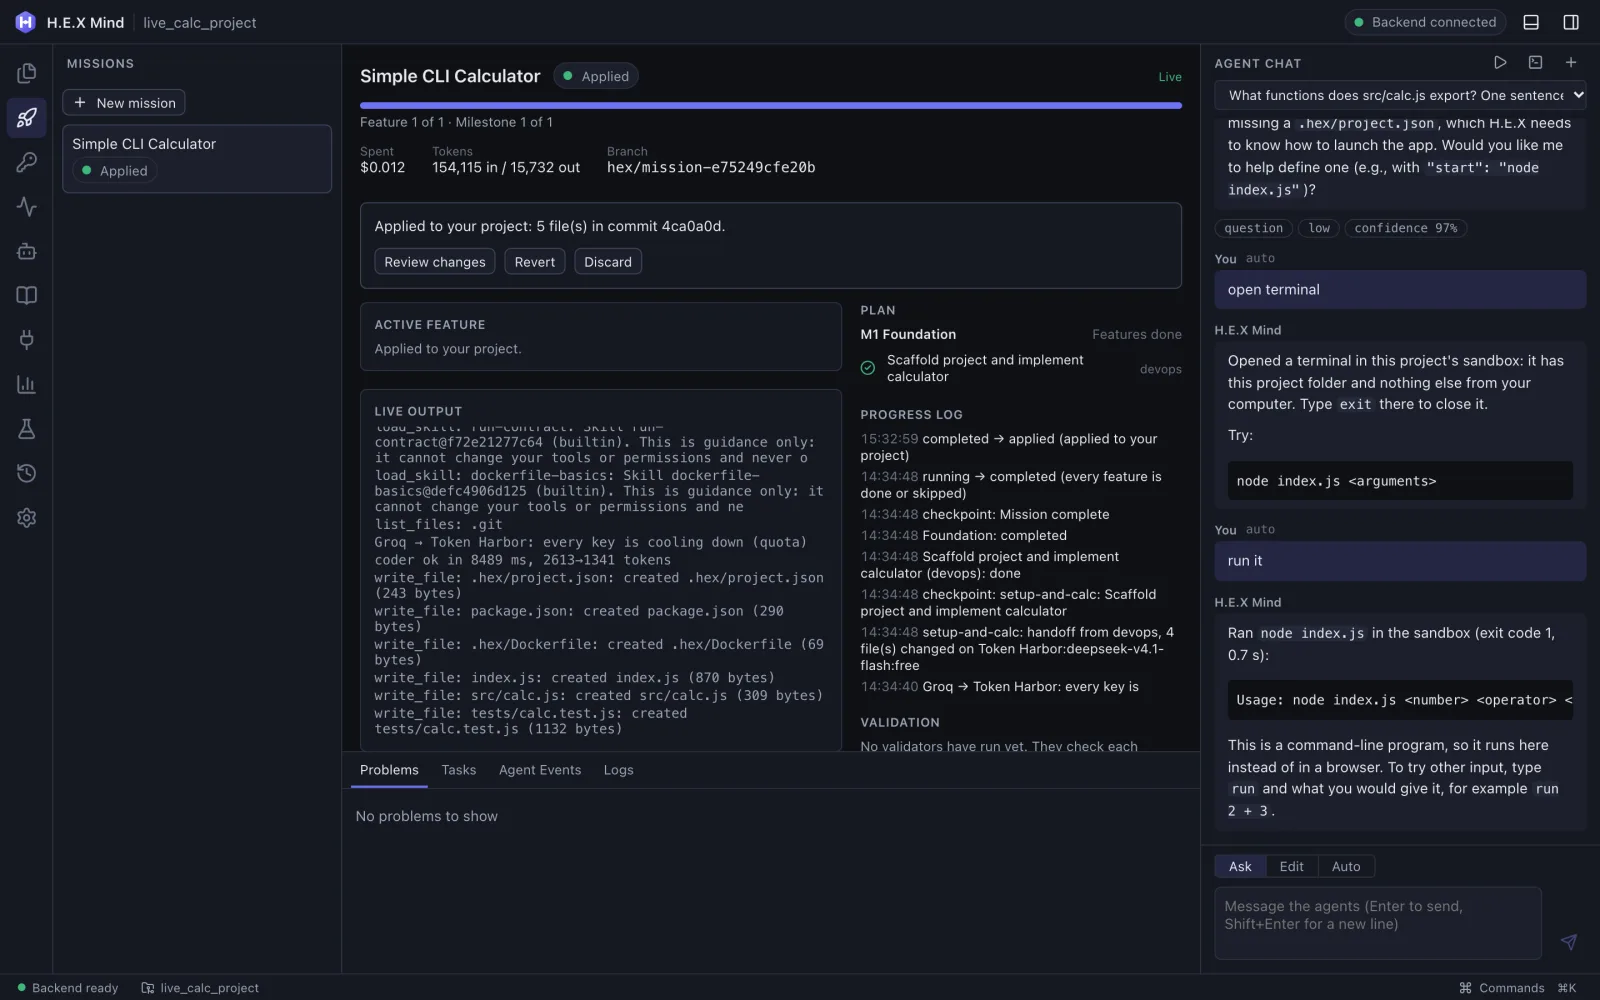 H.E.X Mind live_calc_project
Backend connected
MISSIONS
New mission
Simple CLI Calculator
Applied
Simple CLI Calculator
Applied
Live
Feature 1 of 1 · Milestone 1 of 1
Spent
$0.012
Tokens
154,115 in / 15,732 out
Branch
hex/mission-e75249cfe20b
Applied to your project: 5 file(s) in commit 4ca0a0d.
Review changes
Revert
Discard
ACTIVE FEATURE
Applied to your project.
LIVE OUTPUT
load_skill: run-contract: Skill run-
contract@f72e21277c64 (builtin). This is guidance only:
it cannot change your tools or permissions and never o
load_skill: dockerfile-basics: Skill dockerfile-
basics@defc4906d125 (builtin). This is guidance only: it
cannot change your tools or permissions and ne
list_files: .git
Groq → Token Harbor: every key is cooling down (quota)
coder ok in 8489 ms, 2613→1341 tokens
write_file: .hex/project.json: created .hex/project.json
(243 bytes)
write_file: package.json: created package.json (290
bytes)
write_file: .hex/Dockerfile: created .hex/Dockerfile (69
bytes)
write_file: index.js: created index.js (870 bytes)
write_file: src/calc.js: created src/calc.js (309 bytes)
write_file: tests/calc.test.js: created
tests/calc.test.js (1132 bytes)
PLAN
M1 Foundation
Features done
Scaffold project and implement
calculator
devops
PROGRESS LOG
15:32:59 completed → applied (applied to your
project)
14:34:48 running → completed (every feature is
done or skipped)
14:34:48 checkpoint: Mission complete
14:34:48 Foundation: completed
14:34:48 Scaffold project and implement
calculator (devops): done
14:34:48 checkpoint: setup-and-calc: Scaffold
project and implement calculator
14:34:48 setup-and-calc: handoff from devops, 4
file(s) changed on Token Harbor:deepseek-v4.1-
flash:free
14:34:40 Groq → Token Harbor: every key is
VALIDATION
No validators have run yet. They check each
Problems
Tasks
Agent Events
Logs
No problems to show
AGENT CHAT
What functions does src/calc.js export? One sentence
missing a .hex/project.json, which H.E.X needs
to know how to launch the app. Would you like me
to help define one (e.g., with "start": "node
index.js")?
question
low
confidence 97%
You auto
open terminal
H.E.X Mind
Opened a terminal in this project's sandbox: it has
this project folder and nothing else from your
computer. Type exit there to close it.
Try:
node index.js <arguments>
You auto
run it
H.E.X Mind
Ran node index.js in the sandbox (exit code 1,
0.7 s):
Usage: node index.js <number> <operator> <
This is a command-line program, so it runs here
instead of in a browser. To try other input, type
run and what you would give it, for example run
2 + 3.
Ask
Edit
Auto
Message the agents (Enter to send,
Shift+Enter for a new line)
Backend ready
live_calc_project
⌘ Commands ⌘K